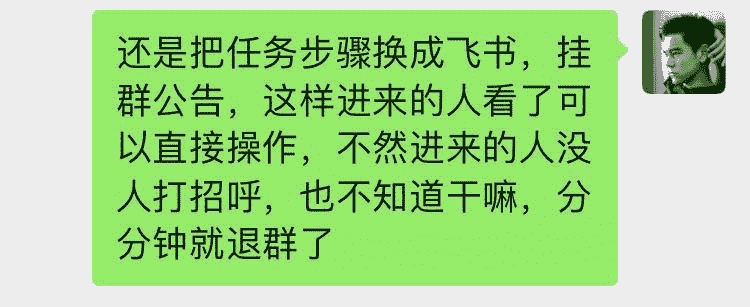 还是把任务步骤换成飞书，挂
群公告，这样进来的人看了可
以直接操作，不然进来的人没
人打招呼，也不知道干嘛，分
分钟就退群了